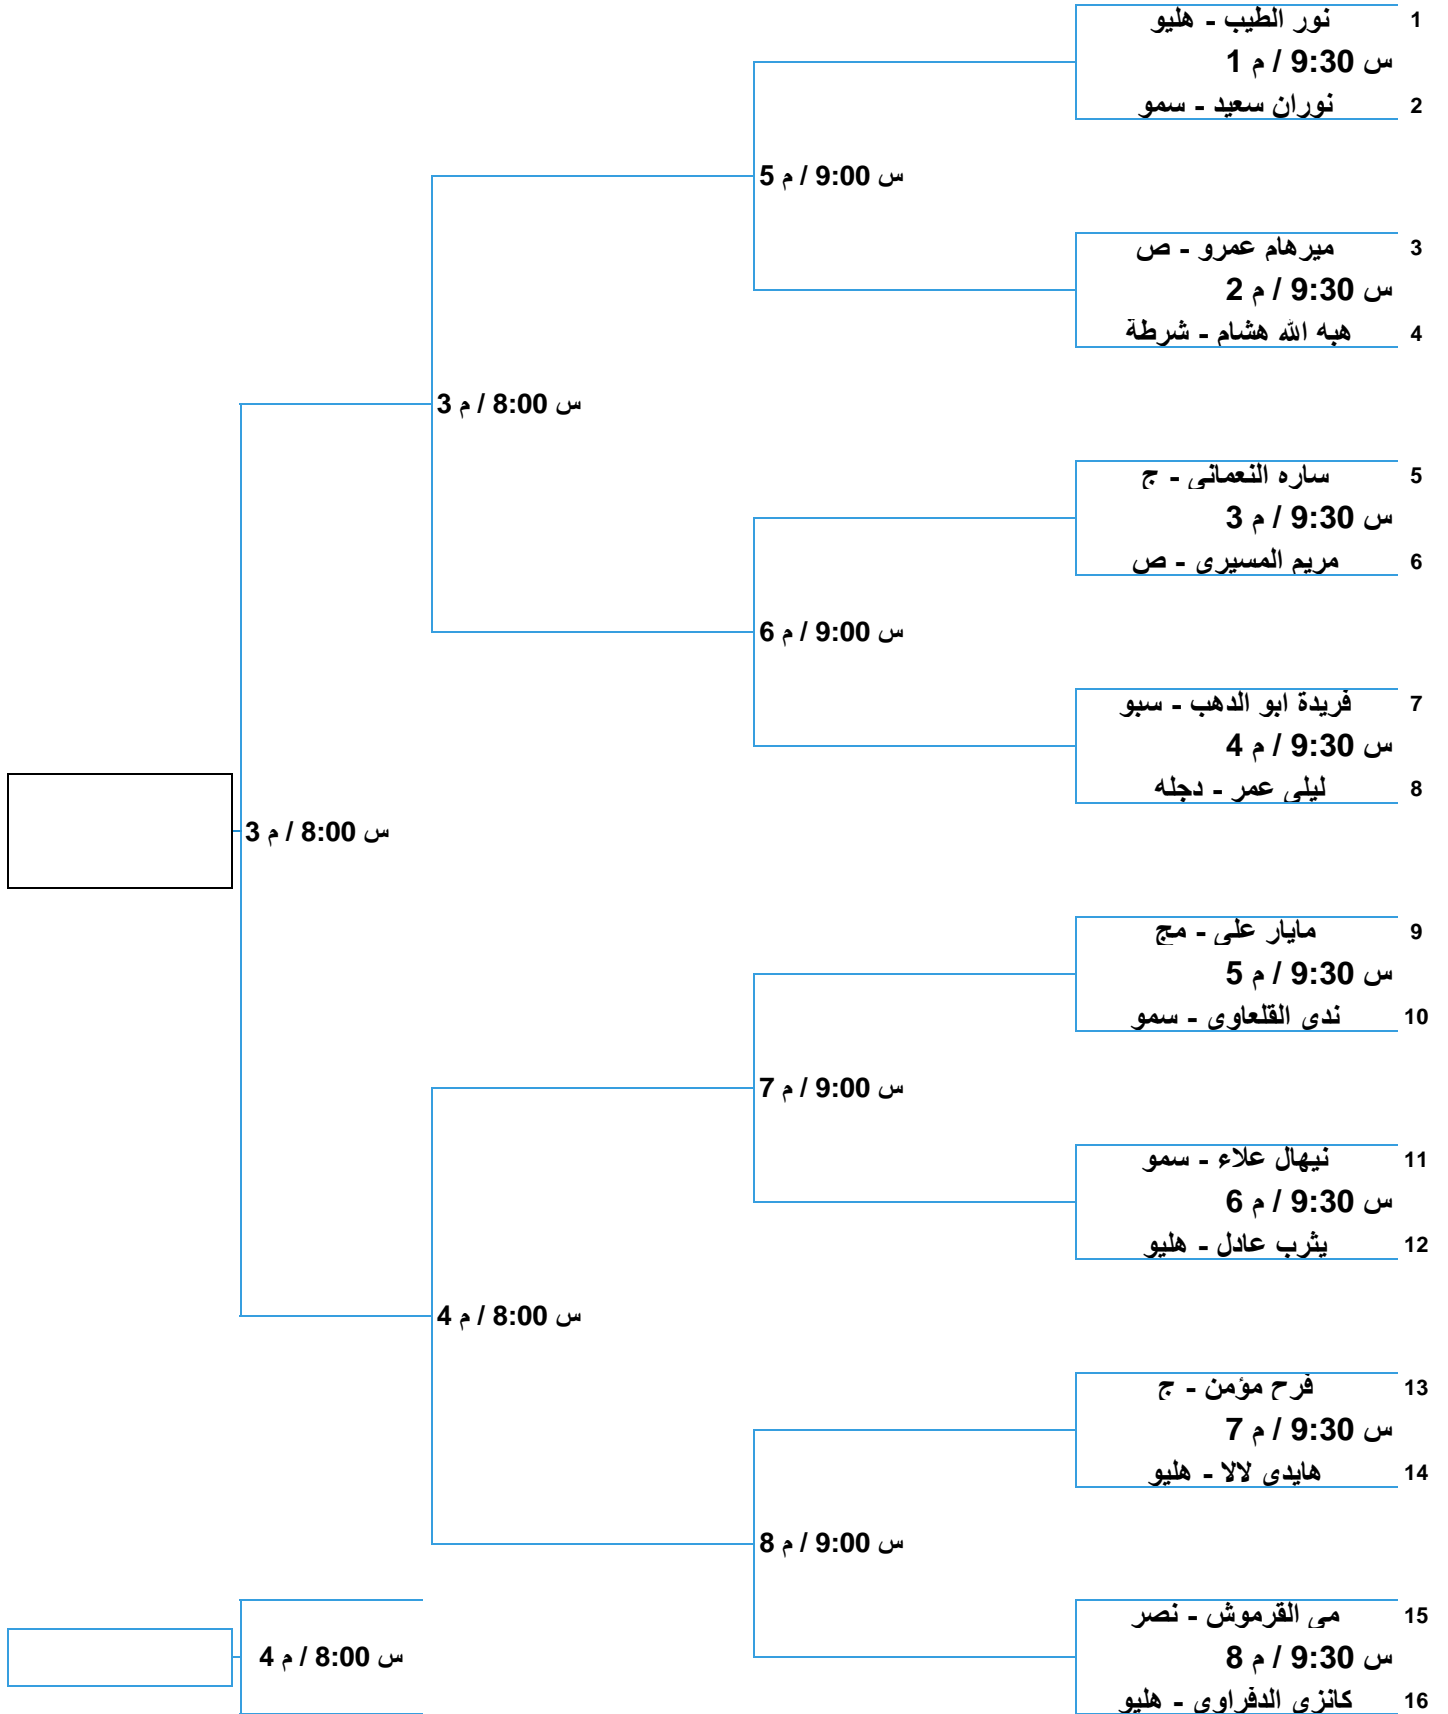 1 نور الطيب - هليو
س 9:30 / م 1
2 نوران سعيد - سمو
س 9:00 / م 5
3 ميرهام عمرو - ص
س 9:30 / م 2
4 هبه الله هشام - شرطة
س 8:00 / م 3
5 ساره النعمانى - ج
س 9:30 / م 3
6 مريم المسيرى - ص
س 9:00 / م 6
7 فريدة ابو الدهب - سبو
س 9:30 / م 4
8 ليلى عمر - دجله
س 8:00 / م 3
9 مايار على - مج
س 9:30 / م 5
10 ندى القلعاوى - سمو
س 9:00 / م 7
11 نيهال علاء - سمو
س 9:30 / م 6
12 يثرب عادل - هليو
س 8:00 / م 4
13 فرح مؤمن - ج
س 9:30 / م 7
14 هايدى لالا - هليو
س 9:00 / م 8
15 مى القرموش - نصر
س 9:30 / م 8
س 8:00 / م 4
16 كانزى الدفراوى - هليو